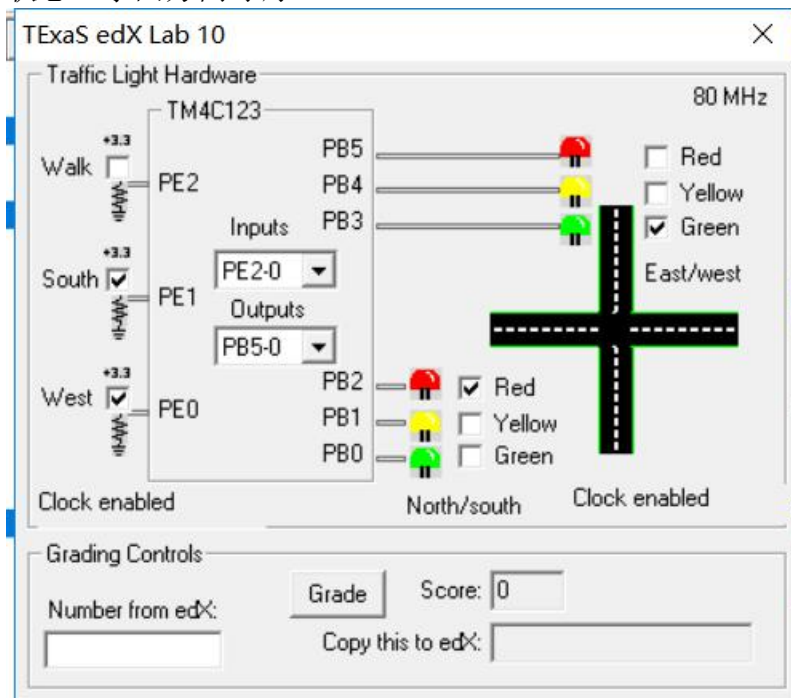 TExaS edX Lab 10
Traffic Light Hardware
80 MHz
TM4C123
+3.3
Walk
PE2
PB5
PB4
PB3
Red
Yellow
Green
Inputs
PE2-0
East/west
+3.3
South
PE1
Outputs
PB5-0
+3.3
West
PE0
PB2
PB1
PB0
Red
Yellow
Green
Clock enabled
North/south
Clock enabled
Grading Controls
Number from edX:
Grade
Score: 0
Copy this to edX: